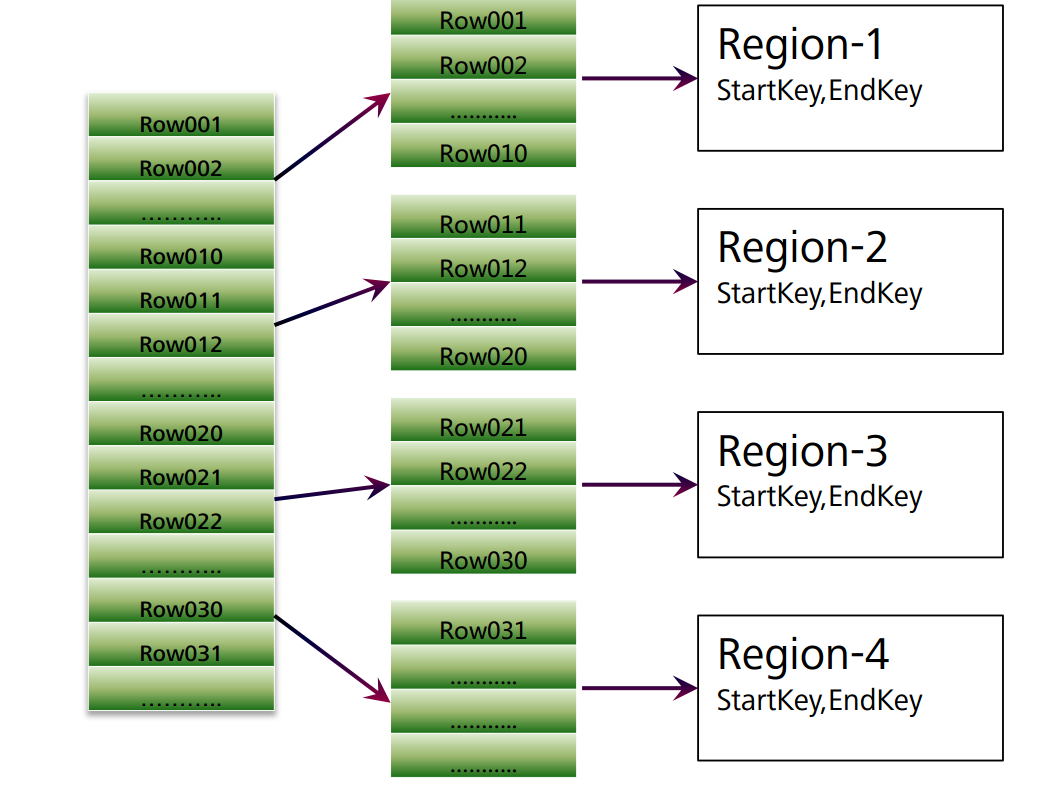 Row001
Row002
...........
Row010
Row011
Row012
...........
Row020
Row021
Row022
...........
Row030
Row031
...........
Row001
Row002
...........
Row010
Row011
Row012
...........
Row020
Row021
Row022
...........
Row030
Row031
...........
...........
...........
Region-1
StartKey,EndKey
Region-2
StartKey,EndKey
Region-3
StartKey,EndKey
Region-4
StartKey,EndKey